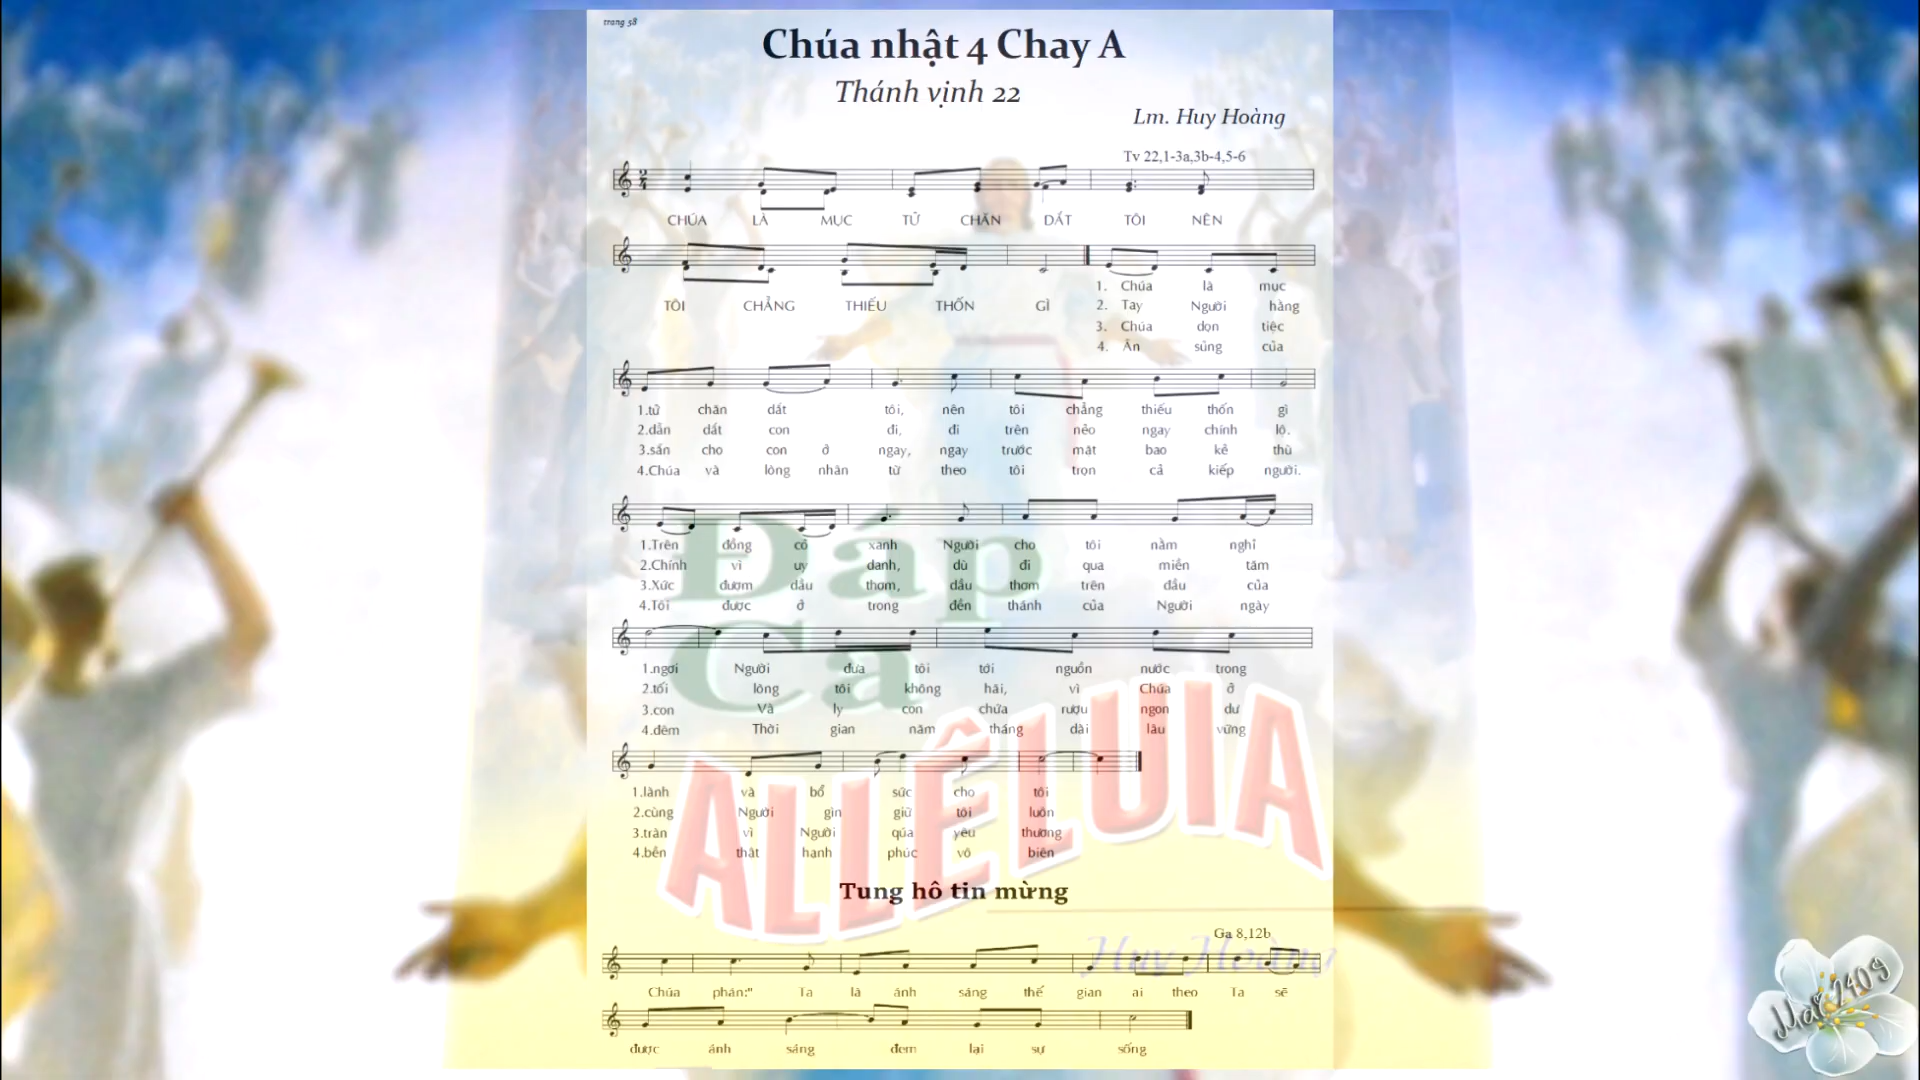 trang 58
Chúa nhật 4 Chay A
Thánh vịnh 22
Lm. Huy Hoàng
Tv 22,1-3a,3b-4,5-6
CHÚA LÀ MỤC TỬ CHĂN DẮT TÔI NÊN
TÔI CHẲNG THIẾU THỐN GÌ
1. Chúa là mục
2. Tay Người hằng
3. Chúa dọn tiệc
4. Ân sủng của
1.tử chăn dắt tôi, nên tôi chẳng thiếu thốn gì
2.dẫn dắt con đi, đi trên nẻo ngay chính lộ.
3.sẵn cho con ở ngay, ngay trước mặt bao kẻ thù
4.Chúa và lòng nhân từ theo tôi trọn cả kiếp người.
1.Trên đồng cỏ xanh Người cho tôi nằm nghỉ
2.Chính vì uy danh, dù đi qua miền tăm
3.Xức đượm dầu thơm, dầu thơm trên đầu của
4.Tôi được ở trong đền thánh của Người ngày
1.ngơi Người đưa tôi tới nguồn nước trong
2.tối lòng tôi không hãi, vì Chúa ở
3.con Và ly con chứa rượu ngon dư
4.đêm Thời gian năm tháng dài lâu vững
1.lành và bổ sức cho tôi
2.cùng Người gìn giữ tôi luôn
3.tràn vì Người qúa yêu thương
4.bền thật hạnh phúc vô biên
Đáp
Ca
ALLÊLUIA
Tung hô tin mừng
Huy Hoàng
Ga 8,12b
Chúa phán:" Ta là ánh sáng thế gian ai theo Ta sẽ
được ánh sáng đem lại sự sống